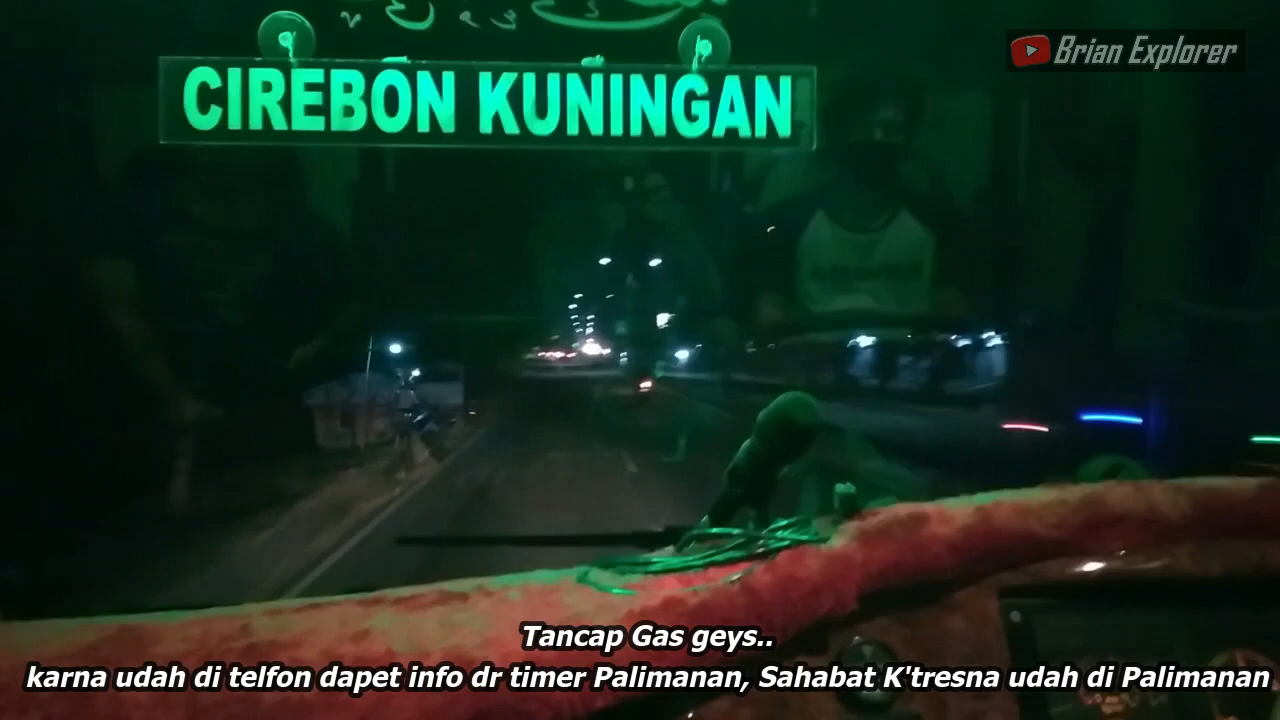 Brian Explorer
CIREBON KUNINGAN
Tancap Gas geys..
karna udah di telfon dapet info dr timer Palimanan, Sahabat K'tresna udah di Palimanan